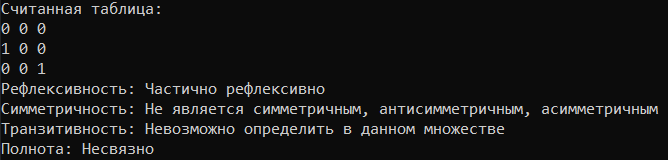 Считанная таблица:
0 0 0
1 0 0
0 0 1
Рефлексивность: Частично рефлексивно
Симметричность: Не является симметричным, антисимметричным, асимметричным
Транзитивность: Невозможно определить в данном множестве
Полнота: Несвязно